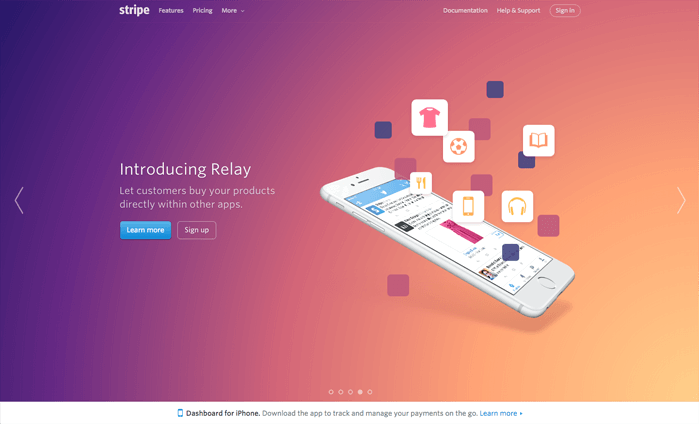 stripe Features Pricing More
Documentation Help & Support Sign in
Introducing Relay
Let customers buy your products
directly within other apps.
Learn more Sign up
Dashboard for iPhone. Download the app to track and manage your payments on the go. Learn more